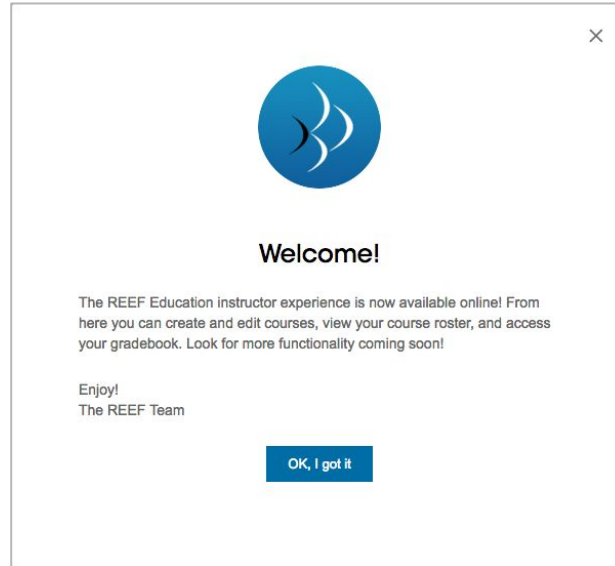 Welcome!
The REEF Education instructor experience is now available online! From
here you can create and edit courses, view your course roster, and access
your gradebook. Look for more functionality coming soon!
Enjoy!
The REEF Team
OK, I got it